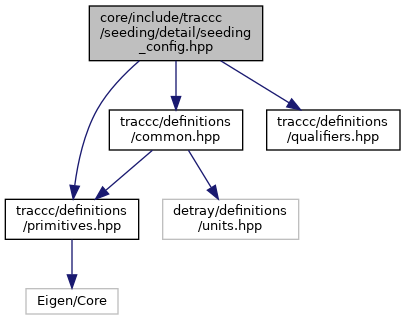 core/include/traccc
/seeding/detail/seeding
_config.hpp
traccc/definitions
/common.hpp
traccc/definitions
/qualifiers.hpp
traccc/definitions
/primitives.hpp
detray/definitions
/units.hpp
Eigen/Core